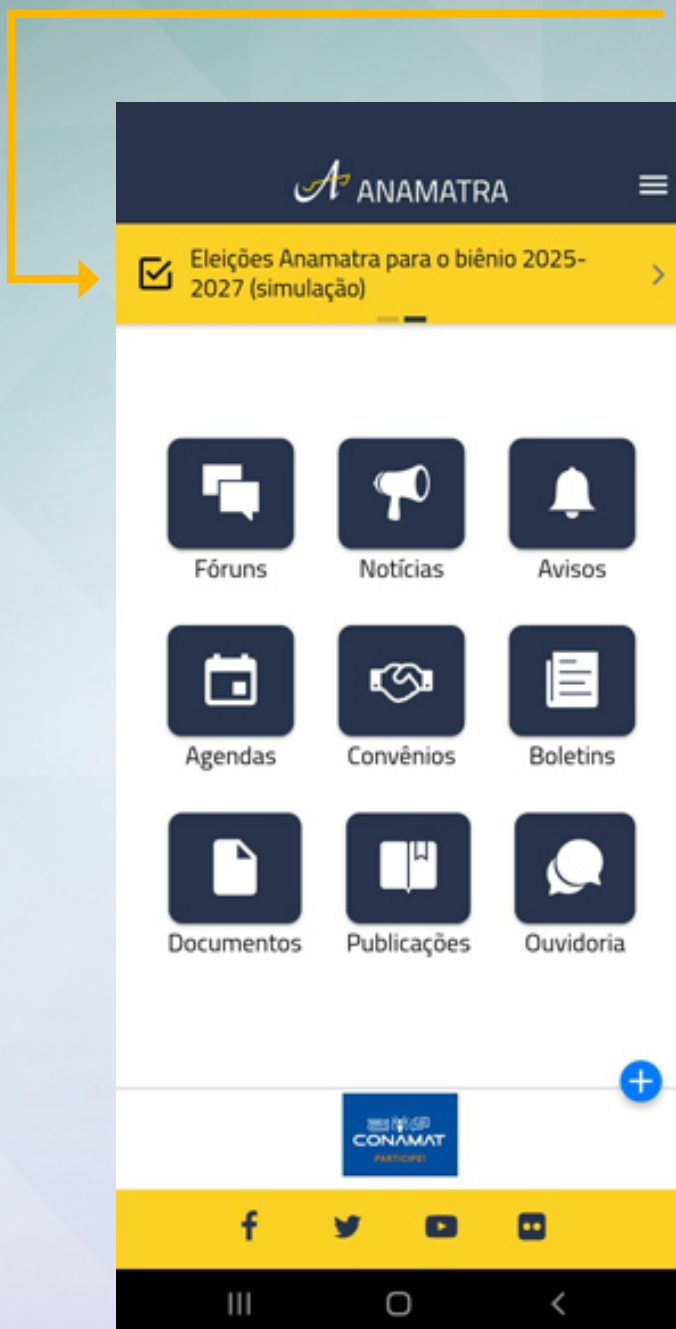 ANAMATRA
Eleições Anamatra para o biênio 2025-
2027 (simulação)
Fóruns
Notícias
Avisos
Agendas
Convênios
Boletins
Documentos
Publicações
Ouvidoria
CONAMAT
PARTICIPE!